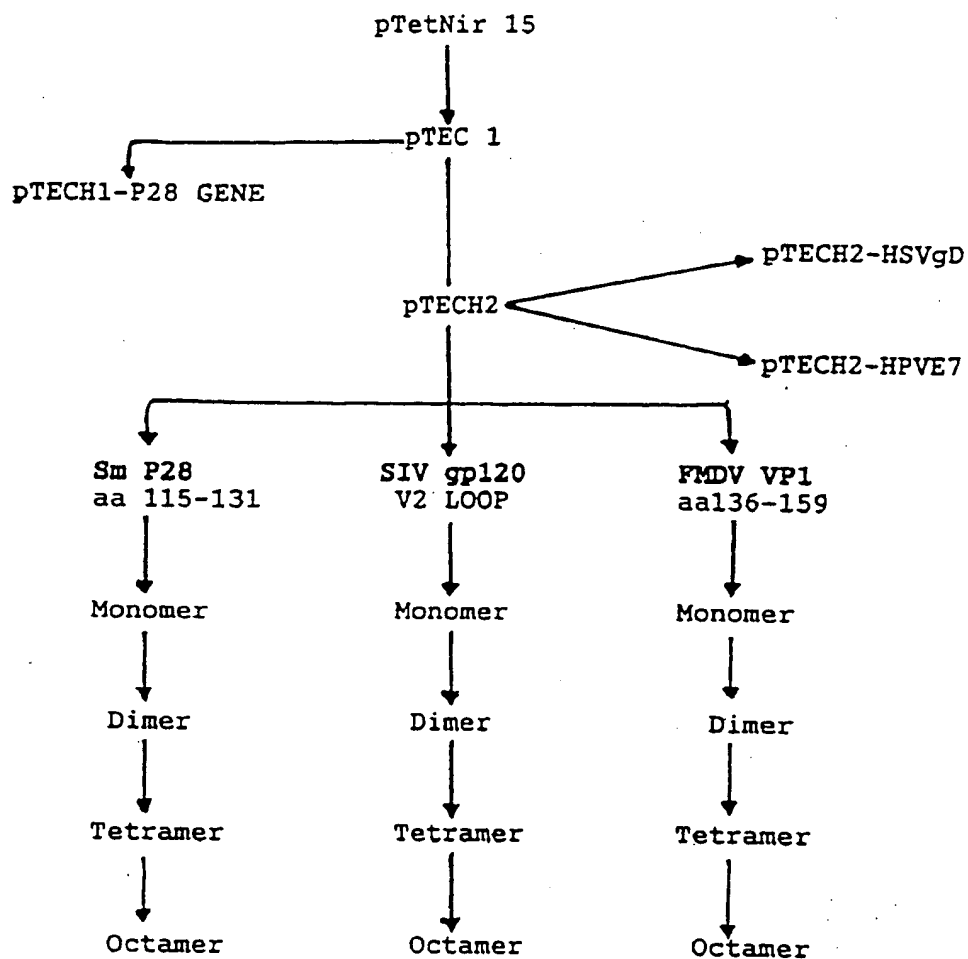 pTetNir 15
pTEC 1
pTECH1-P28 GENE
pTECH2-HSVgD
pTECH2
pTECH2-HPVE7
Sm P28
aa 115-131
SIV gp120
V2 LOOP
FMDV VP1
aa136-159
Monomer
Monomer
Monomer
Dimer
Dimer
Dimer
Tetramer
Tetramer
Tetramer
Octamer
Octamer
Octamer